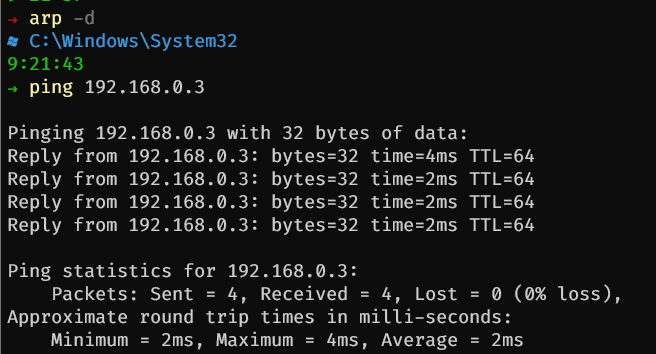 → arp -d
C:\Windows\System32
9:21:43
→ ping 192.168.0.3
Pinging 192.168.0.3 with 32 bytes of data:
Reply from 192.168.0.3: bytes=32 time=4ms TTL=64
Reply from 192.168.0.3: bytes=32 time=2ms TTL=64
Reply from 192.168.0.3: bytes=32 time=2ms TTL=64
Reply from 192.168.0.3: bytes=32 time=2ms TTL=64
Ping statistics for 192.168.0.3:
    Packets: Sent = 4, Received = 4, Lost = 0 (0% loss),
Approximate round trip times in milli-seconds:
    Minimum = 2ms, Maximum = 4ms, Average = 2ms